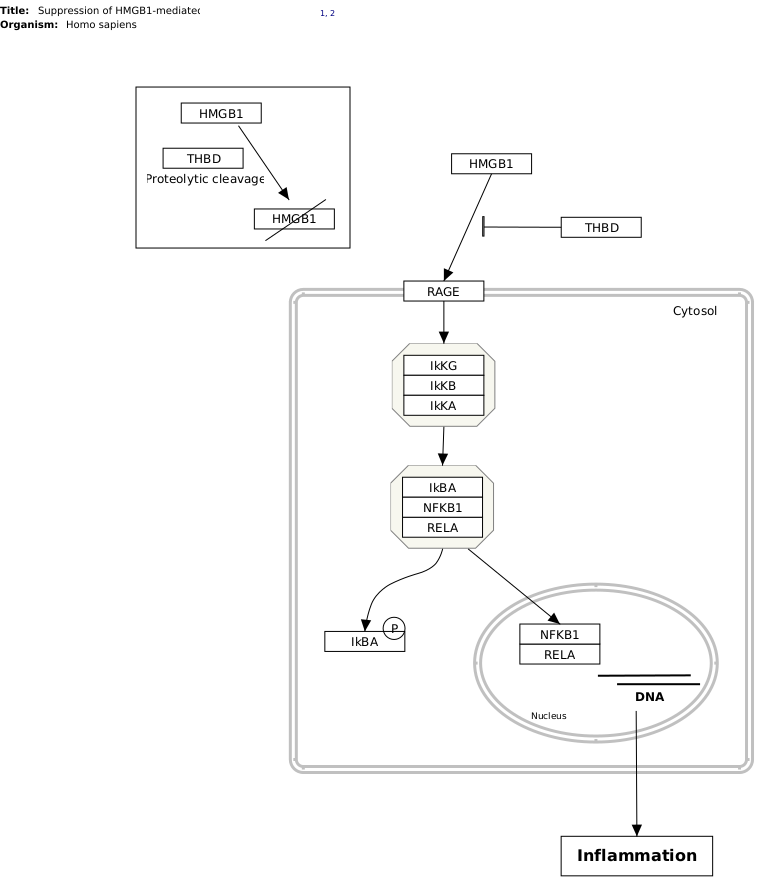 Title: Suppression of HMGB1-mediated
1, 2
Organism: Homo sapiens
HMGB1
THBD
Proteolytic cleavage
HMGB1
HMGB1
THBD
RAGE
Cytosol
IkKG
IkKB
IkKA
IkBA
NFKB1
RELA
P
IkBA
NFKB1
RELA
DNA
Nucleus
Inflammation